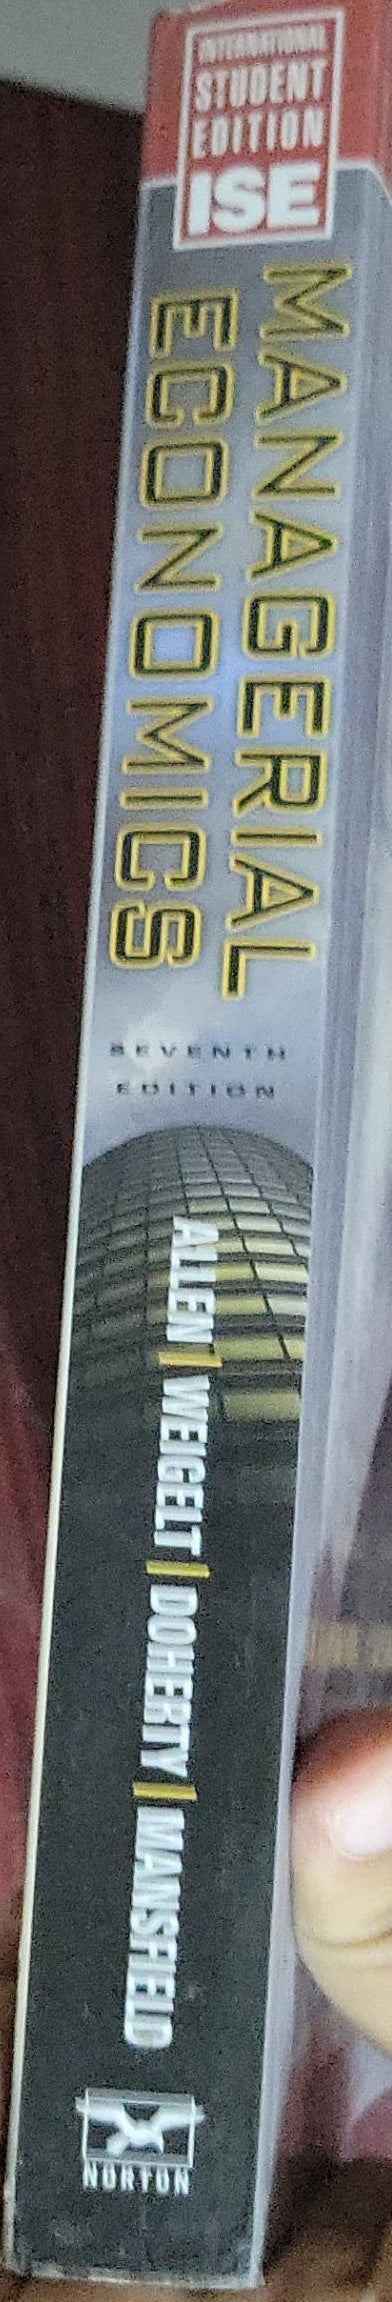 INTERNATIONAL
STUDENT
EDITION
ISE
MANAGERIAL
ECONOMICS
SEVENTH
EDITION
ALLEN | WEIGELT | DOHERTY | MANSFIELD
NORTON